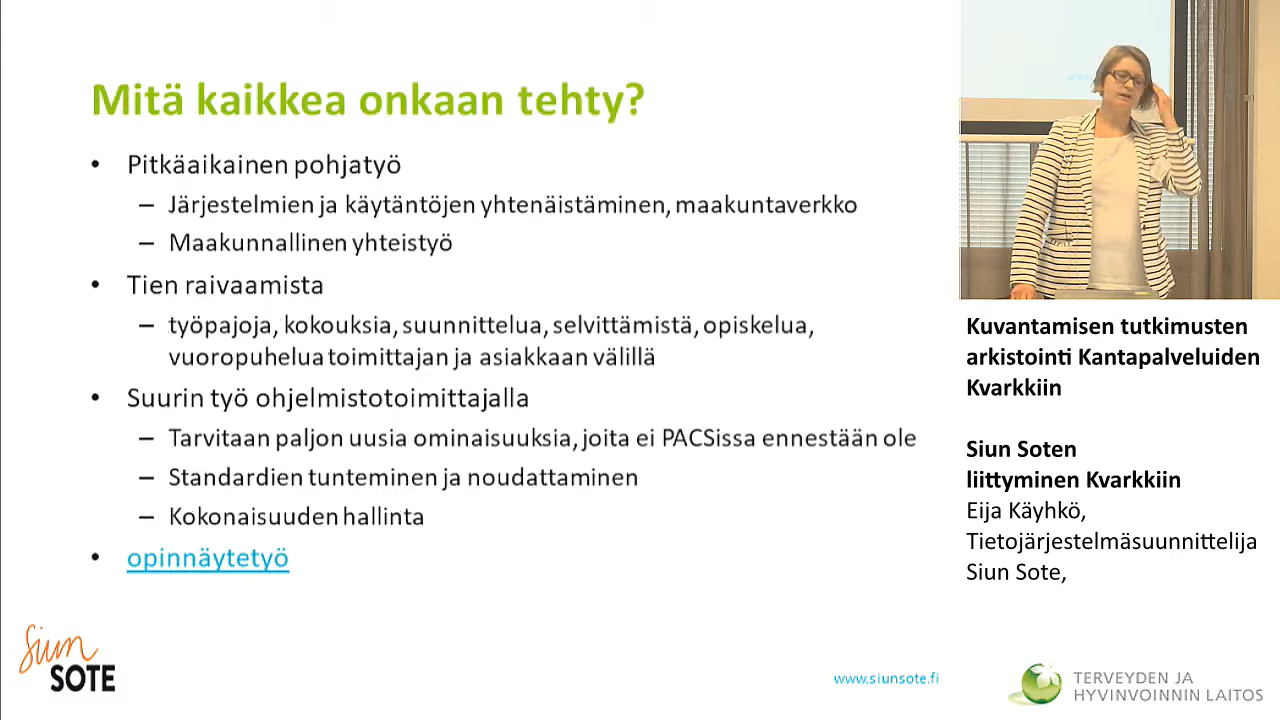 Mitä kaikkea onkaan tehty?
• Pitkäaikainen pohjatyö
– Järjestelmien ja käytäntöjen yhtenäistäminen, maakuntaverkko
– Maakunnallinen yhteistyö
• Tien raivaamista
– työpajoja, kokouksia, suunnittelua, selvittämistä, opiskelua,
vuoropuhelua toimittajan ja asiakkaan välillä
• Suurin työ ohjelmistotoimittajalla
– Tarvitaan paljon uusia ominaisuuksia, joita ei PACSissa ennestään ole
– Standardien tunteminen ja noudattaminen
– Kokonaisuuden hallinta
• opinnäytetyö
Kuvantamisen tutkimusten
arkistointi Kantapalveluiden
Kvarkkiin
Siun Soten
liittyminen Kvarkkiin
Eija Käyhkö,
Tietojärjestelmäsuunnittelija
Siun Sote,
Siun
SOTE
www.siunsote.fi
TERVEYDEN JA
HYVINVOINNIN LAITOS